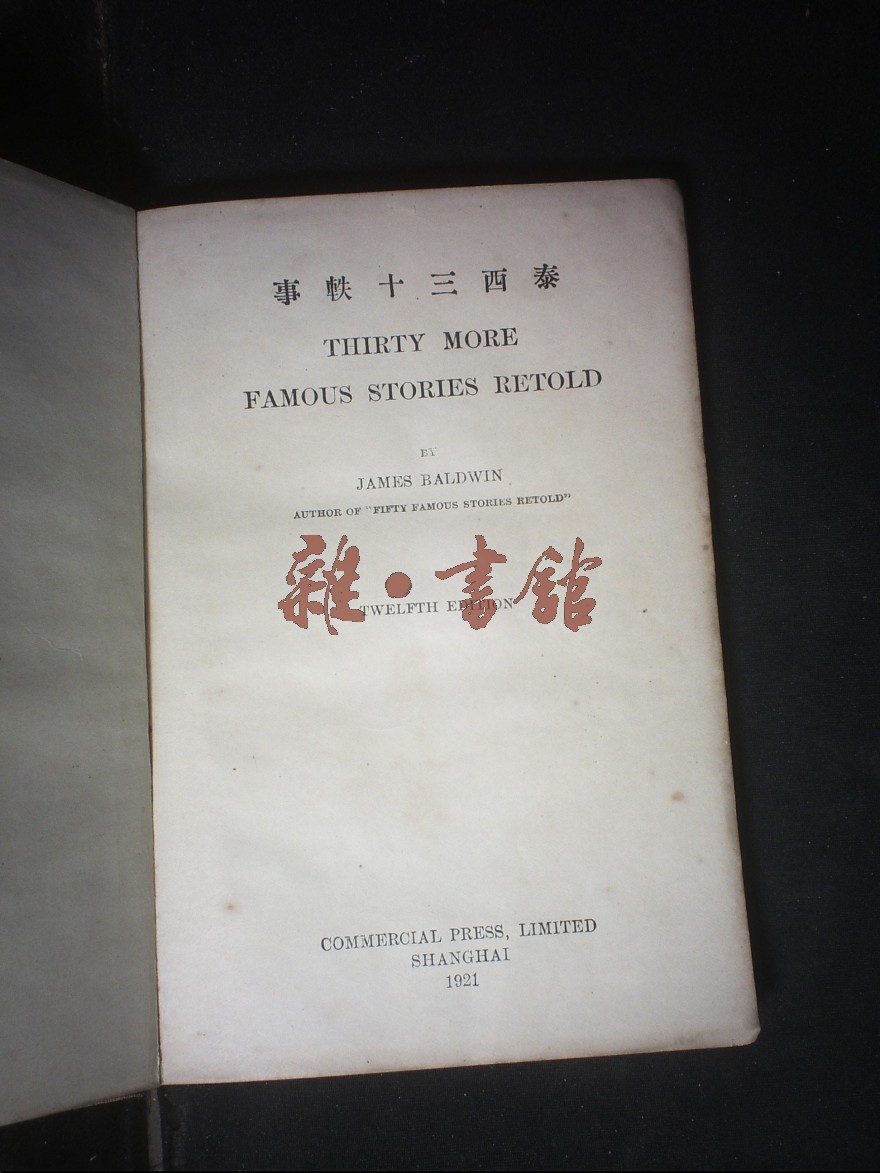 泰西三十軼事
THIRTY MORE
FAMOUS STORIES RETOLD
BY
JAMES BALDWIN
AUTHOR OF "FIFTY FAMOUS STORIES RETOLD"
雜·書館
TWELFTH EDITION
COMMERCIAL PRESS, LIMITED
SHANGHAI
1921